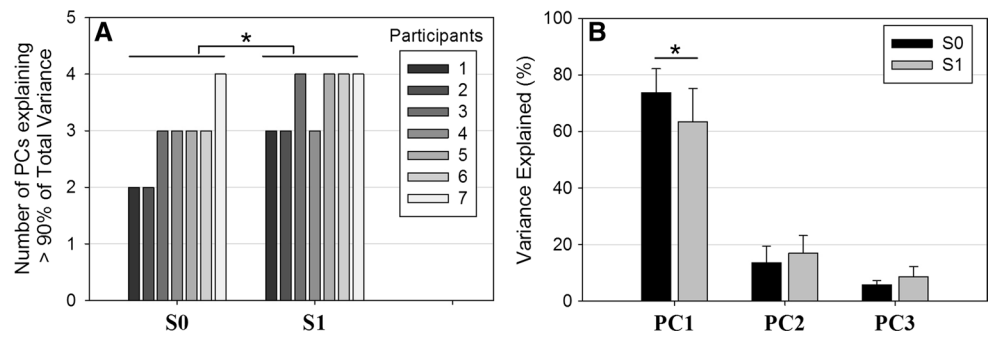 A
*
Participants
1
2
3
4
5
6
7
Number of PCs explaining
> 90% of Total Variance
5
4
3
2
1
0
S0
S1
B
*
S0
S1
Variance Explained (%)
100
80
60
40
20
0
PC1
PC2
PC3